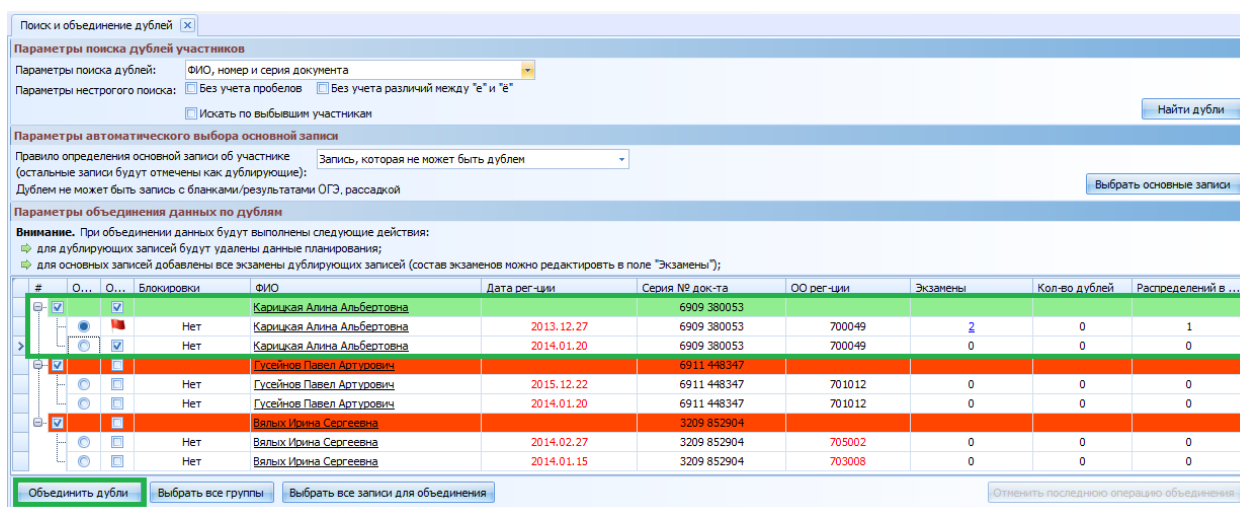 Поиск и объединение дублей
Параметры поиска дублей участников
Параметры поиска дублей: ФИО, номер и серия документа
Параметры нестрогого поиска: Без учета пробелов Без учета различий между "е" и "ё"
Искать по выбывшим участникам
Найти дубли
Параметры автоматического выбора основной записи
Правило определения основной записи об участнике Запись, которая не может быть дублем
(остальные записи будут отмечены как дублирующие):
Дублем не может быть запись с бланками/результатами ОГЭ, рассадкой
Выбрать основные записи
Параметры объединения данных по дублям
Внимание. При объединении данных будут выполнены следующие действия:
для дублирующих записей будут удалены данные планирования;
для основных записей добавлены все экзамены дублирующих записей (состав экзаменов можно редактировть в поле "Экзамены");
# О... О... Блокировки ФИО Дата рег-ции Серия № док-та ОО рег-ции Экзамены Кол-во дублей Распределений в ...
Карицкая Алина Альбертовна 6909 380053
Нет Карицкая Алина Альбертовна 2013.12.27 6909 380053 700049 2 0 1
Нет Карицкая Алина Альбертовна 2014.01.20 6909 380053 700049 0 0 0
Гусейнов Павел Артурович 6911 448347
Нет Гусейнов Павел Артурович 2015.12.22 6911 448347 701012 0 0 0
Нет Гусейнов Павел Артурович 2014.01.20 6911 448347 701012 0 0 0
Вялых Ирина Сергеевна 3209 852904
Нет Вялых Ирина Сергеевна 2014.02.27 3209 852904 705002 0 0 0
Нет Вялых Ирина Сергеевна 2014.01.15 3209 852904 703008 0 0 0
Объединить дубли Выбрать все группы Выбрать все записи для объединения Отменить последнюю операцию объединения